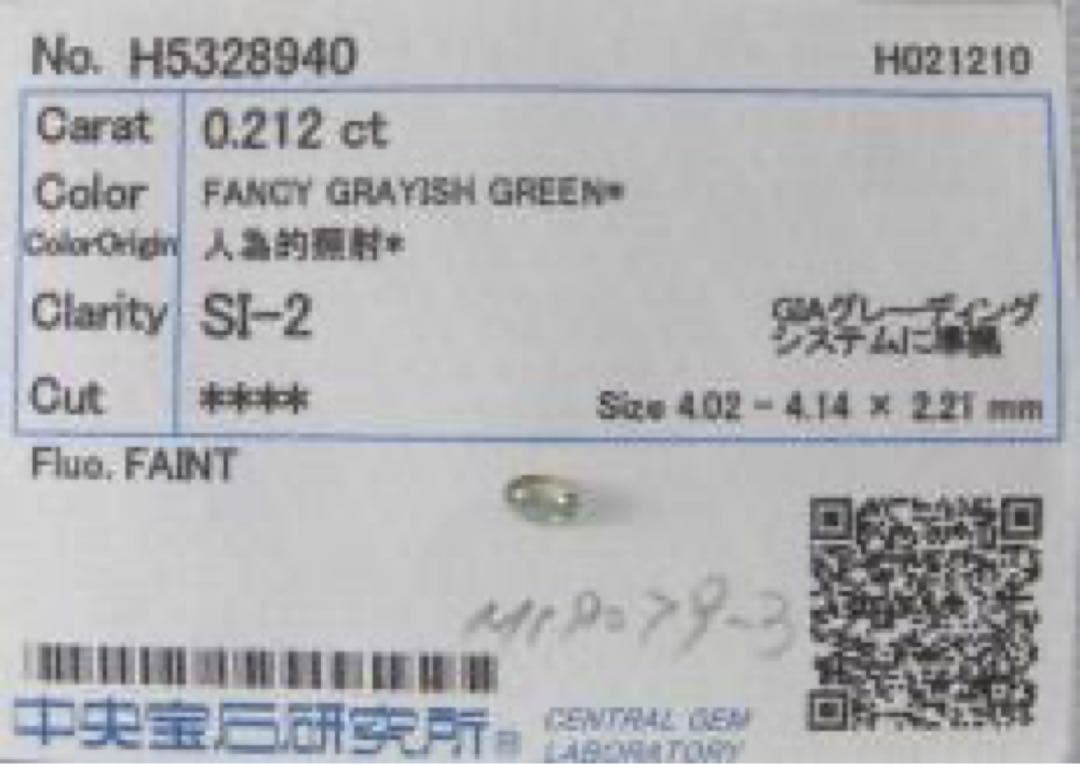 No. H5328940 H021210
Carat 0.212 ct
Color FANCY GRAYISH GREEN*
ColorOrigin 人為的照射*
Clarity SI-2 GIAグレーディング
システムに準拠
Cut **** Size 4.02 - 4.14 × 2.21 mm
Fluo. FAINT
中央宝石研究所 CENTRAL GEM
LABORATORY